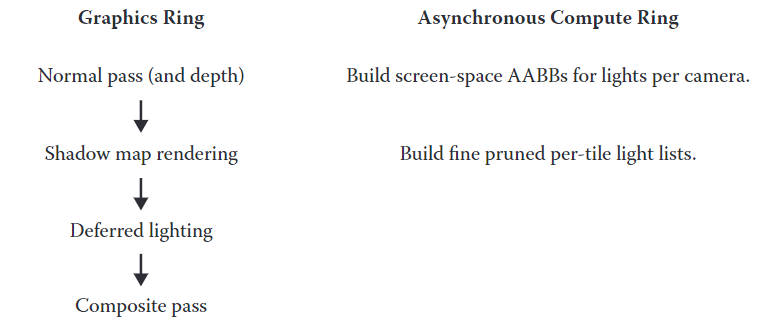 Graphics Ring
Asynchronous Compute Ring
Normal pass (and depth)
Build screen-space AABBs for lights per camera.
Shadow map rendering
Build fine pruned per-tile light lists.
Deferred lighting
Composite pass